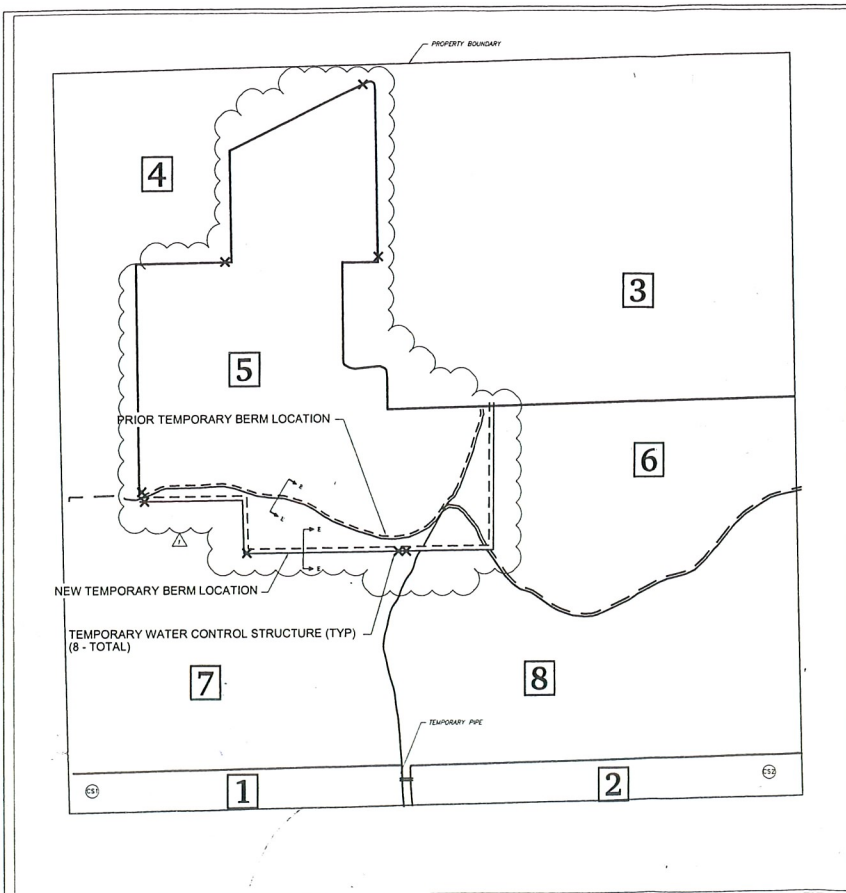 PROPERTY BOUNDARY
4
3
5
PRIOR TEMPORARY BERM LOCATION
6
E
E
E
E
1
NEW TEMPORARY BERM LOCATION
TEMPORARY WATER CONTROL STRUCTURE (TYP)
(8 - TOTAL)
7
8
TEMPORARY PIPE
CS1
1
2
CS2